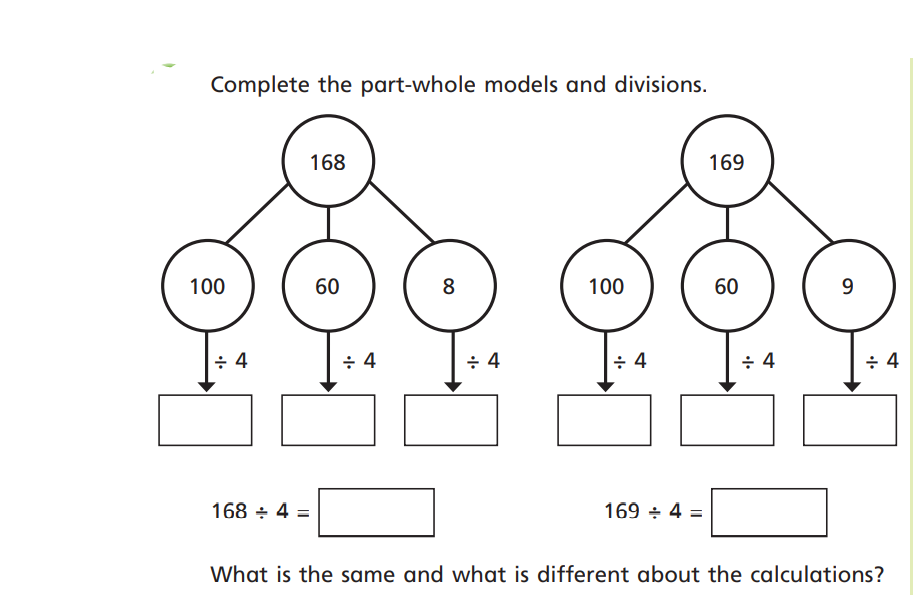 Complete the part-whole models and divisions.
168 169
100 60 8 100 60 9
÷ 4 ÷ 4 ÷ 4 ÷ 4 ÷ 4 ÷ 4
168 ÷ 4 = 169 ÷ 4 =
What is the same and what is different about the calculations?